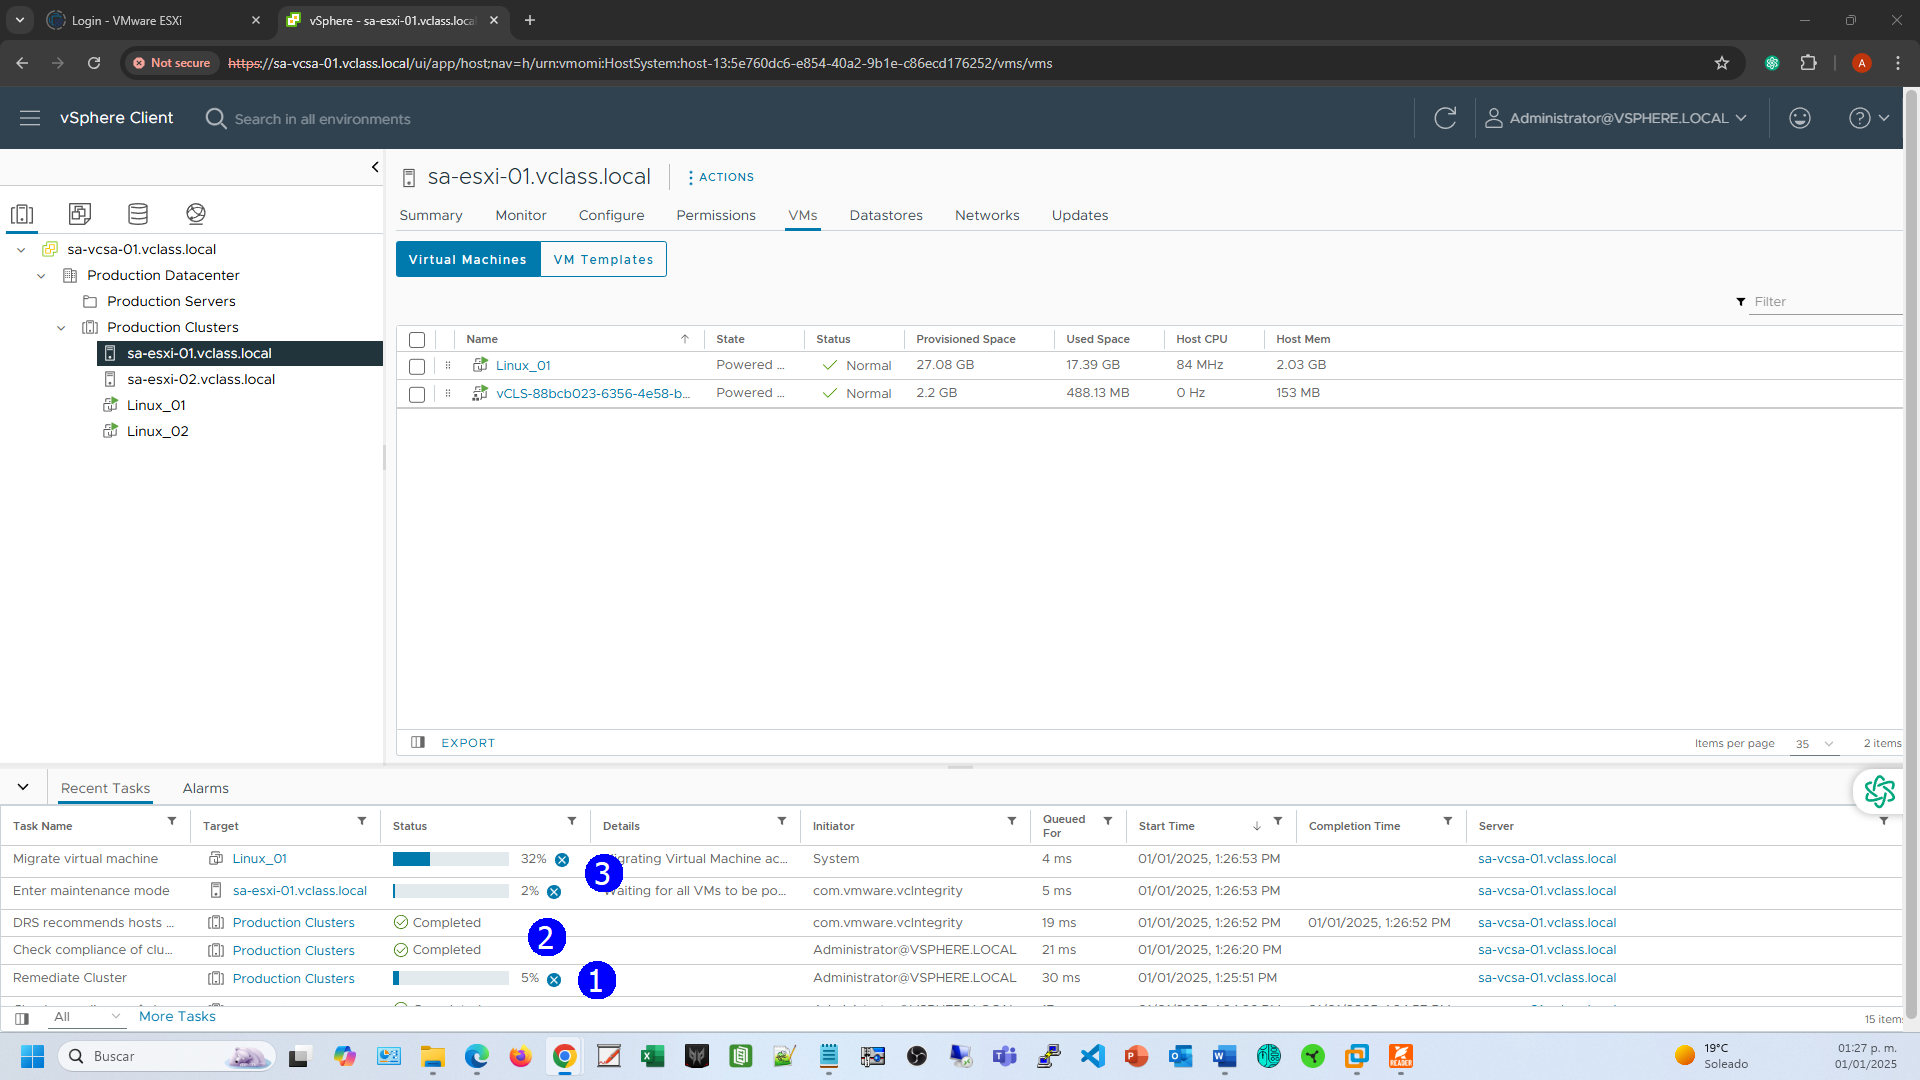 Login - VMware ESXi
vSphere - sa-esxi-01.vclass.loca
Not secure
https://sa-vcsa-01.vclass.local/ui/app/host;nav=h/urn:vmomi:HostSystem:host-13:5e760dc6-e854-40a2-9b1e-c86ecd176252/vms/vms
A
vSphere Client
Search in all environments
Administrator@VSPHERE.LOCAL
sa-vcsa-01.vclass.local
Production Datacenter
Production Servers
Production Clusters
sa-esxi-01.vclass.local
sa-esxi-02.vclass.local
Linux_01
Linux_02
sa-esxi-01.vclass.local
ACTIONS
Summary Monitor Configure Permissions VMs Datastores Networks Updates
Virtual Machines VM Templates
Filter
Name State Status Provisioned Space Used Space Host CPU Host Mem
Linux_01 Powered ... Normal 27.08 GB 17.39 GB 84 MHz 2.03 GB
vCLS-88bcb023-6356-4e58-b... Powered ... Normal 2.2 GB 488.13 MB 0 Hz 153 MB
EXPORT
Items per page 35 2 items
Recent Tasks Alarms
Task Name Target Status Details Initiator Queued For Start Time Completion Time Server
Migrate virtual machine Linux_01 32% 3 igrating Virtual Machine ac... System 4 ms 01/01/2025, 1:26:53 PM sa-vcsa-01.vclass.local
Enter maintenance mode sa-esxi-01.vclass.local 2% aiting for all VMs to be po... com.vmware.vcIntegrity 5 ms 01/01/2025, 1:26:53 PM sa-vcsa-01.vclass.local
DRS recommends hosts ... Production Clusters Completed com.vmware.vcIntegrity 19 ms 01/01/2025, 1:26:52 PM 01/01/2025, 1:26:52 PM sa-vcsa-01.vclass.local
2
Check compliance of clu... Production Clusters Completed Administrator@VSPHERE.LOCAL 21 ms 01/01/2025, 1:26:20 PM sa-vcsa-01.vclass.local
Remediate Cluster Production Clusters 5% 1 Administrator@VSPHERE.LOCAL 30 ms 01/01/2025, 1:25:51 PM sa-vcsa-01.vclass.local
All More Tasks
15 items
Buscar
READER
19°C
Soleado
01:27 p. m.
01/01/2025